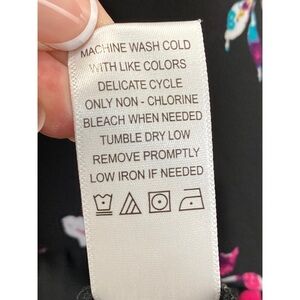 MACHINE WASH COLD
WITH LIKE COLORS
DELICATE CYCLE
ONLY NON - CHLORINE
BLEACH WHEN NEEDED
TUMBLE DRY LOW
REMOVE PROMPTLY
LOW IRON IF NEEDED